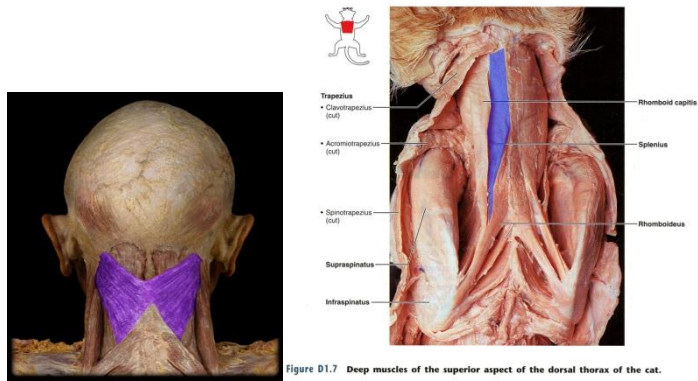 Trapezius
• Clavotrapezius
(cut)
• Acromiotrapezius
(cut)
• Spinotrapezius
(cut)
Supraspinatus
Infraspinatus
Rhomboid capitis
Splenius
Rhomboideus
Figure D1.7 Deep muscles of the superior aspect of the dorsal thorax of the cat.